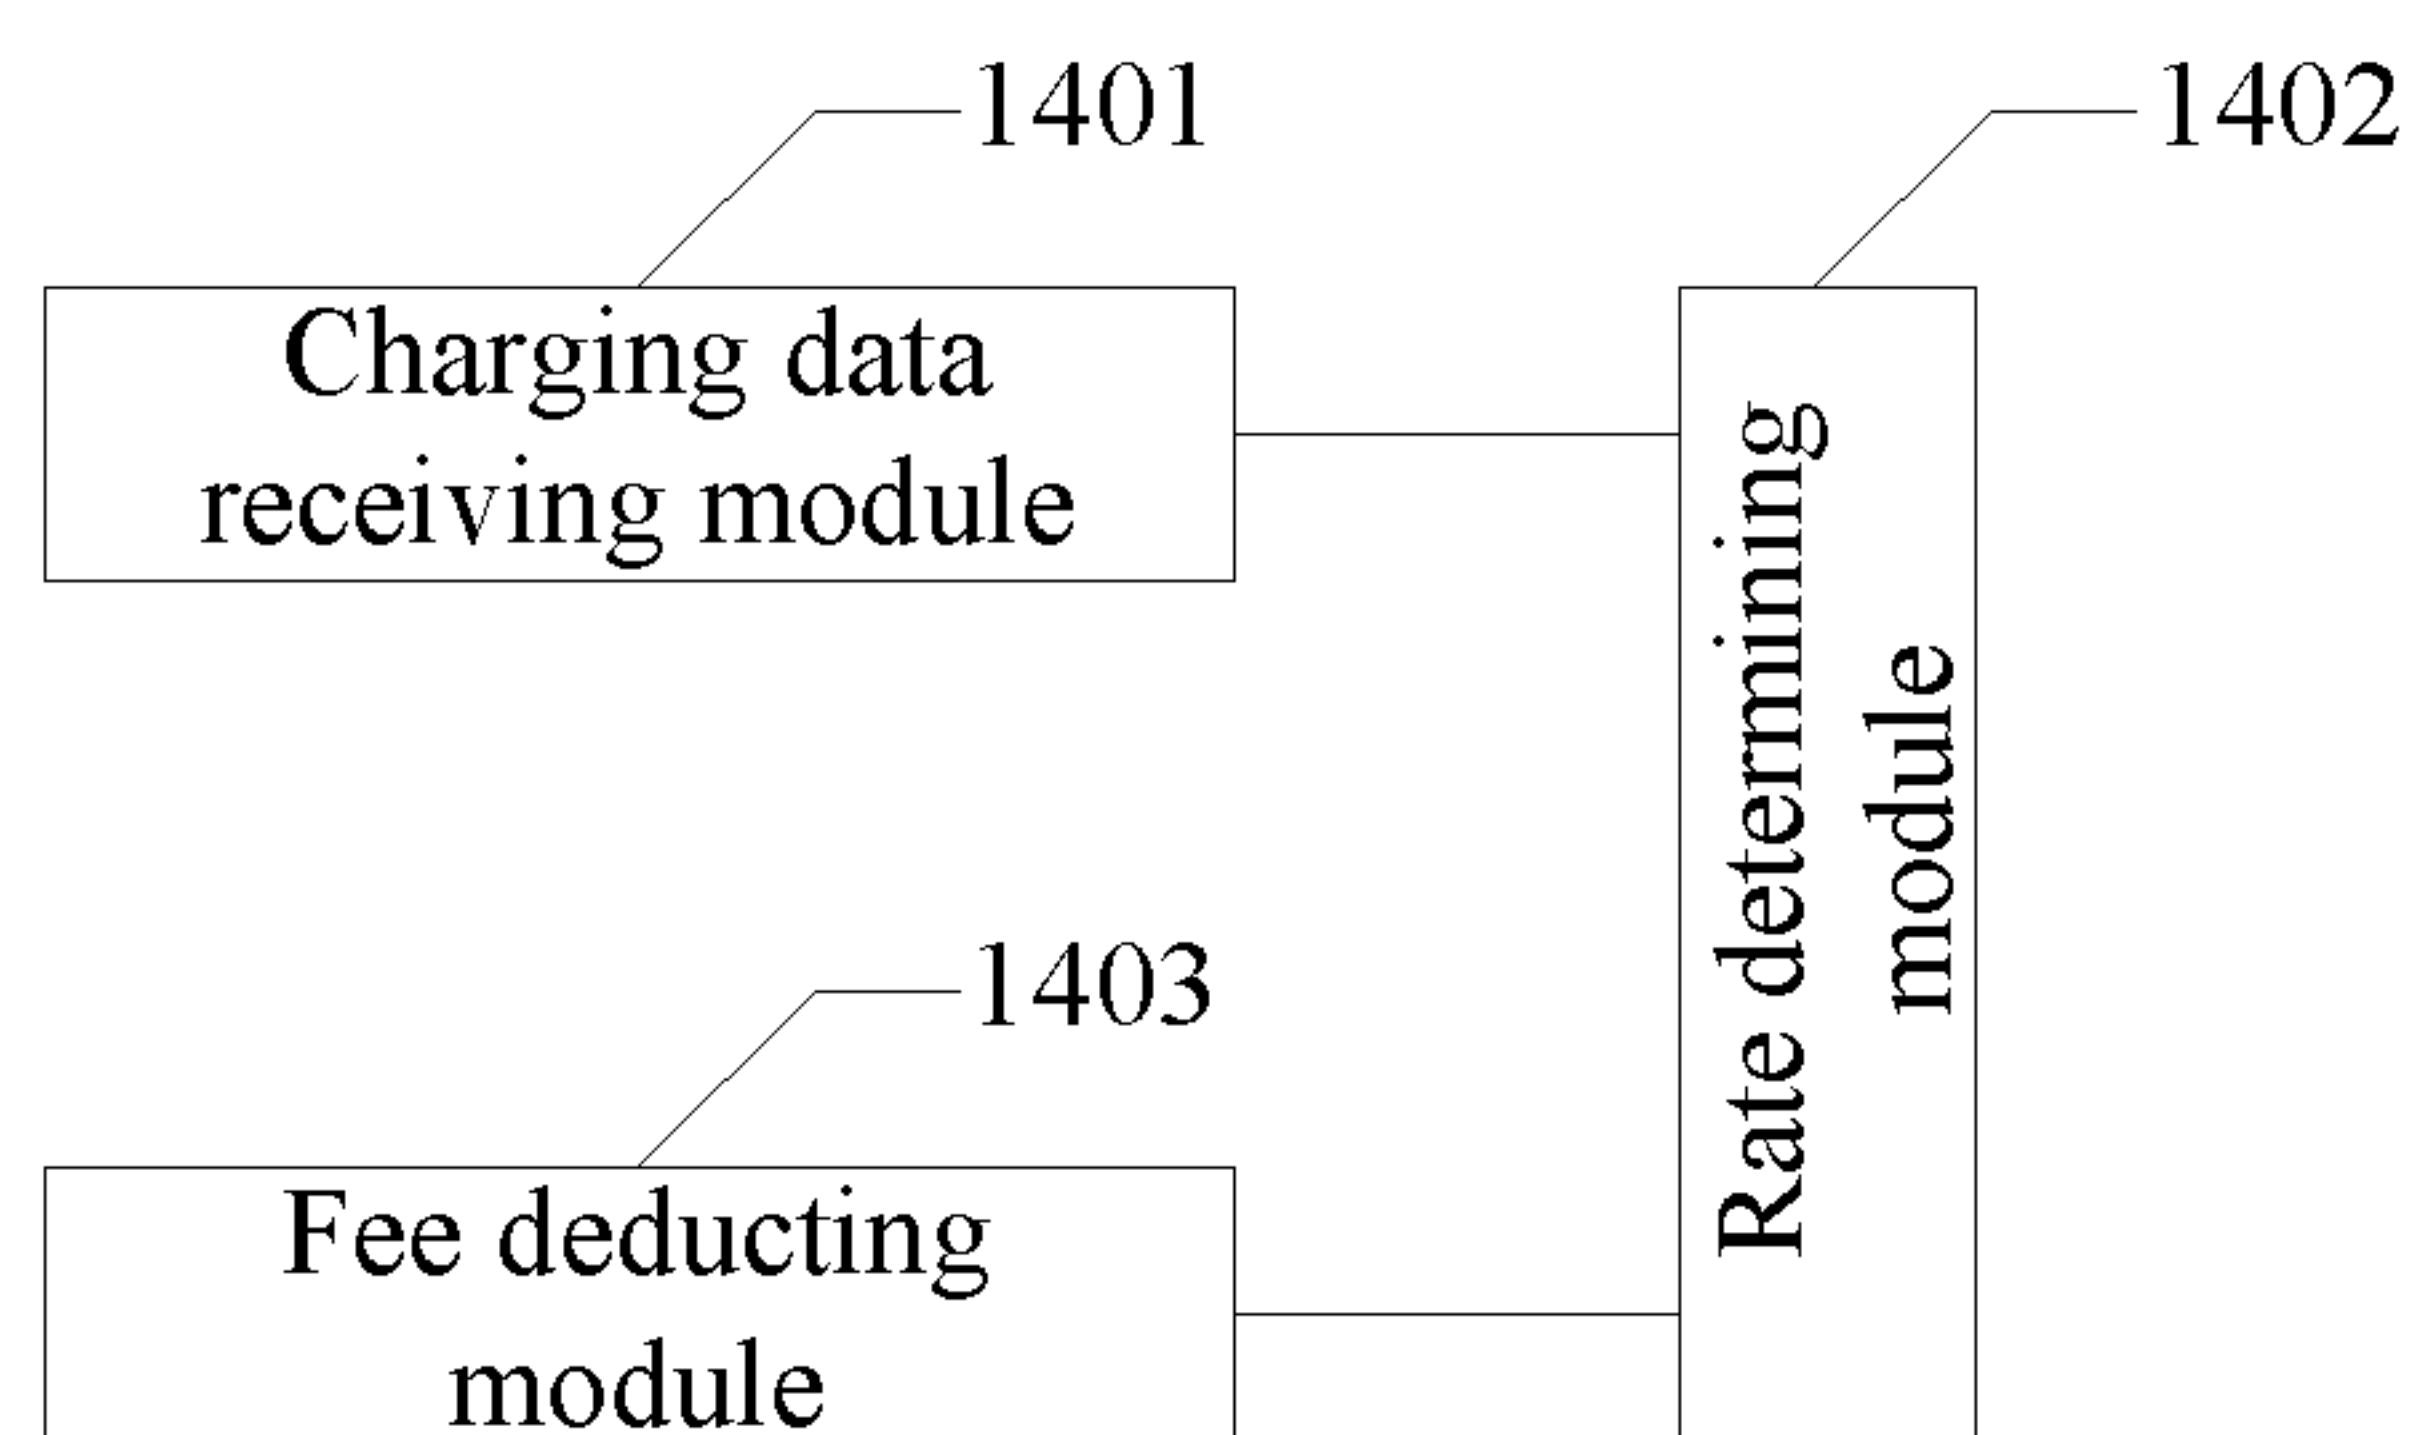 1401
1402
Charging data
receiving module
Rate determining
module
1403
Fee deducting
module